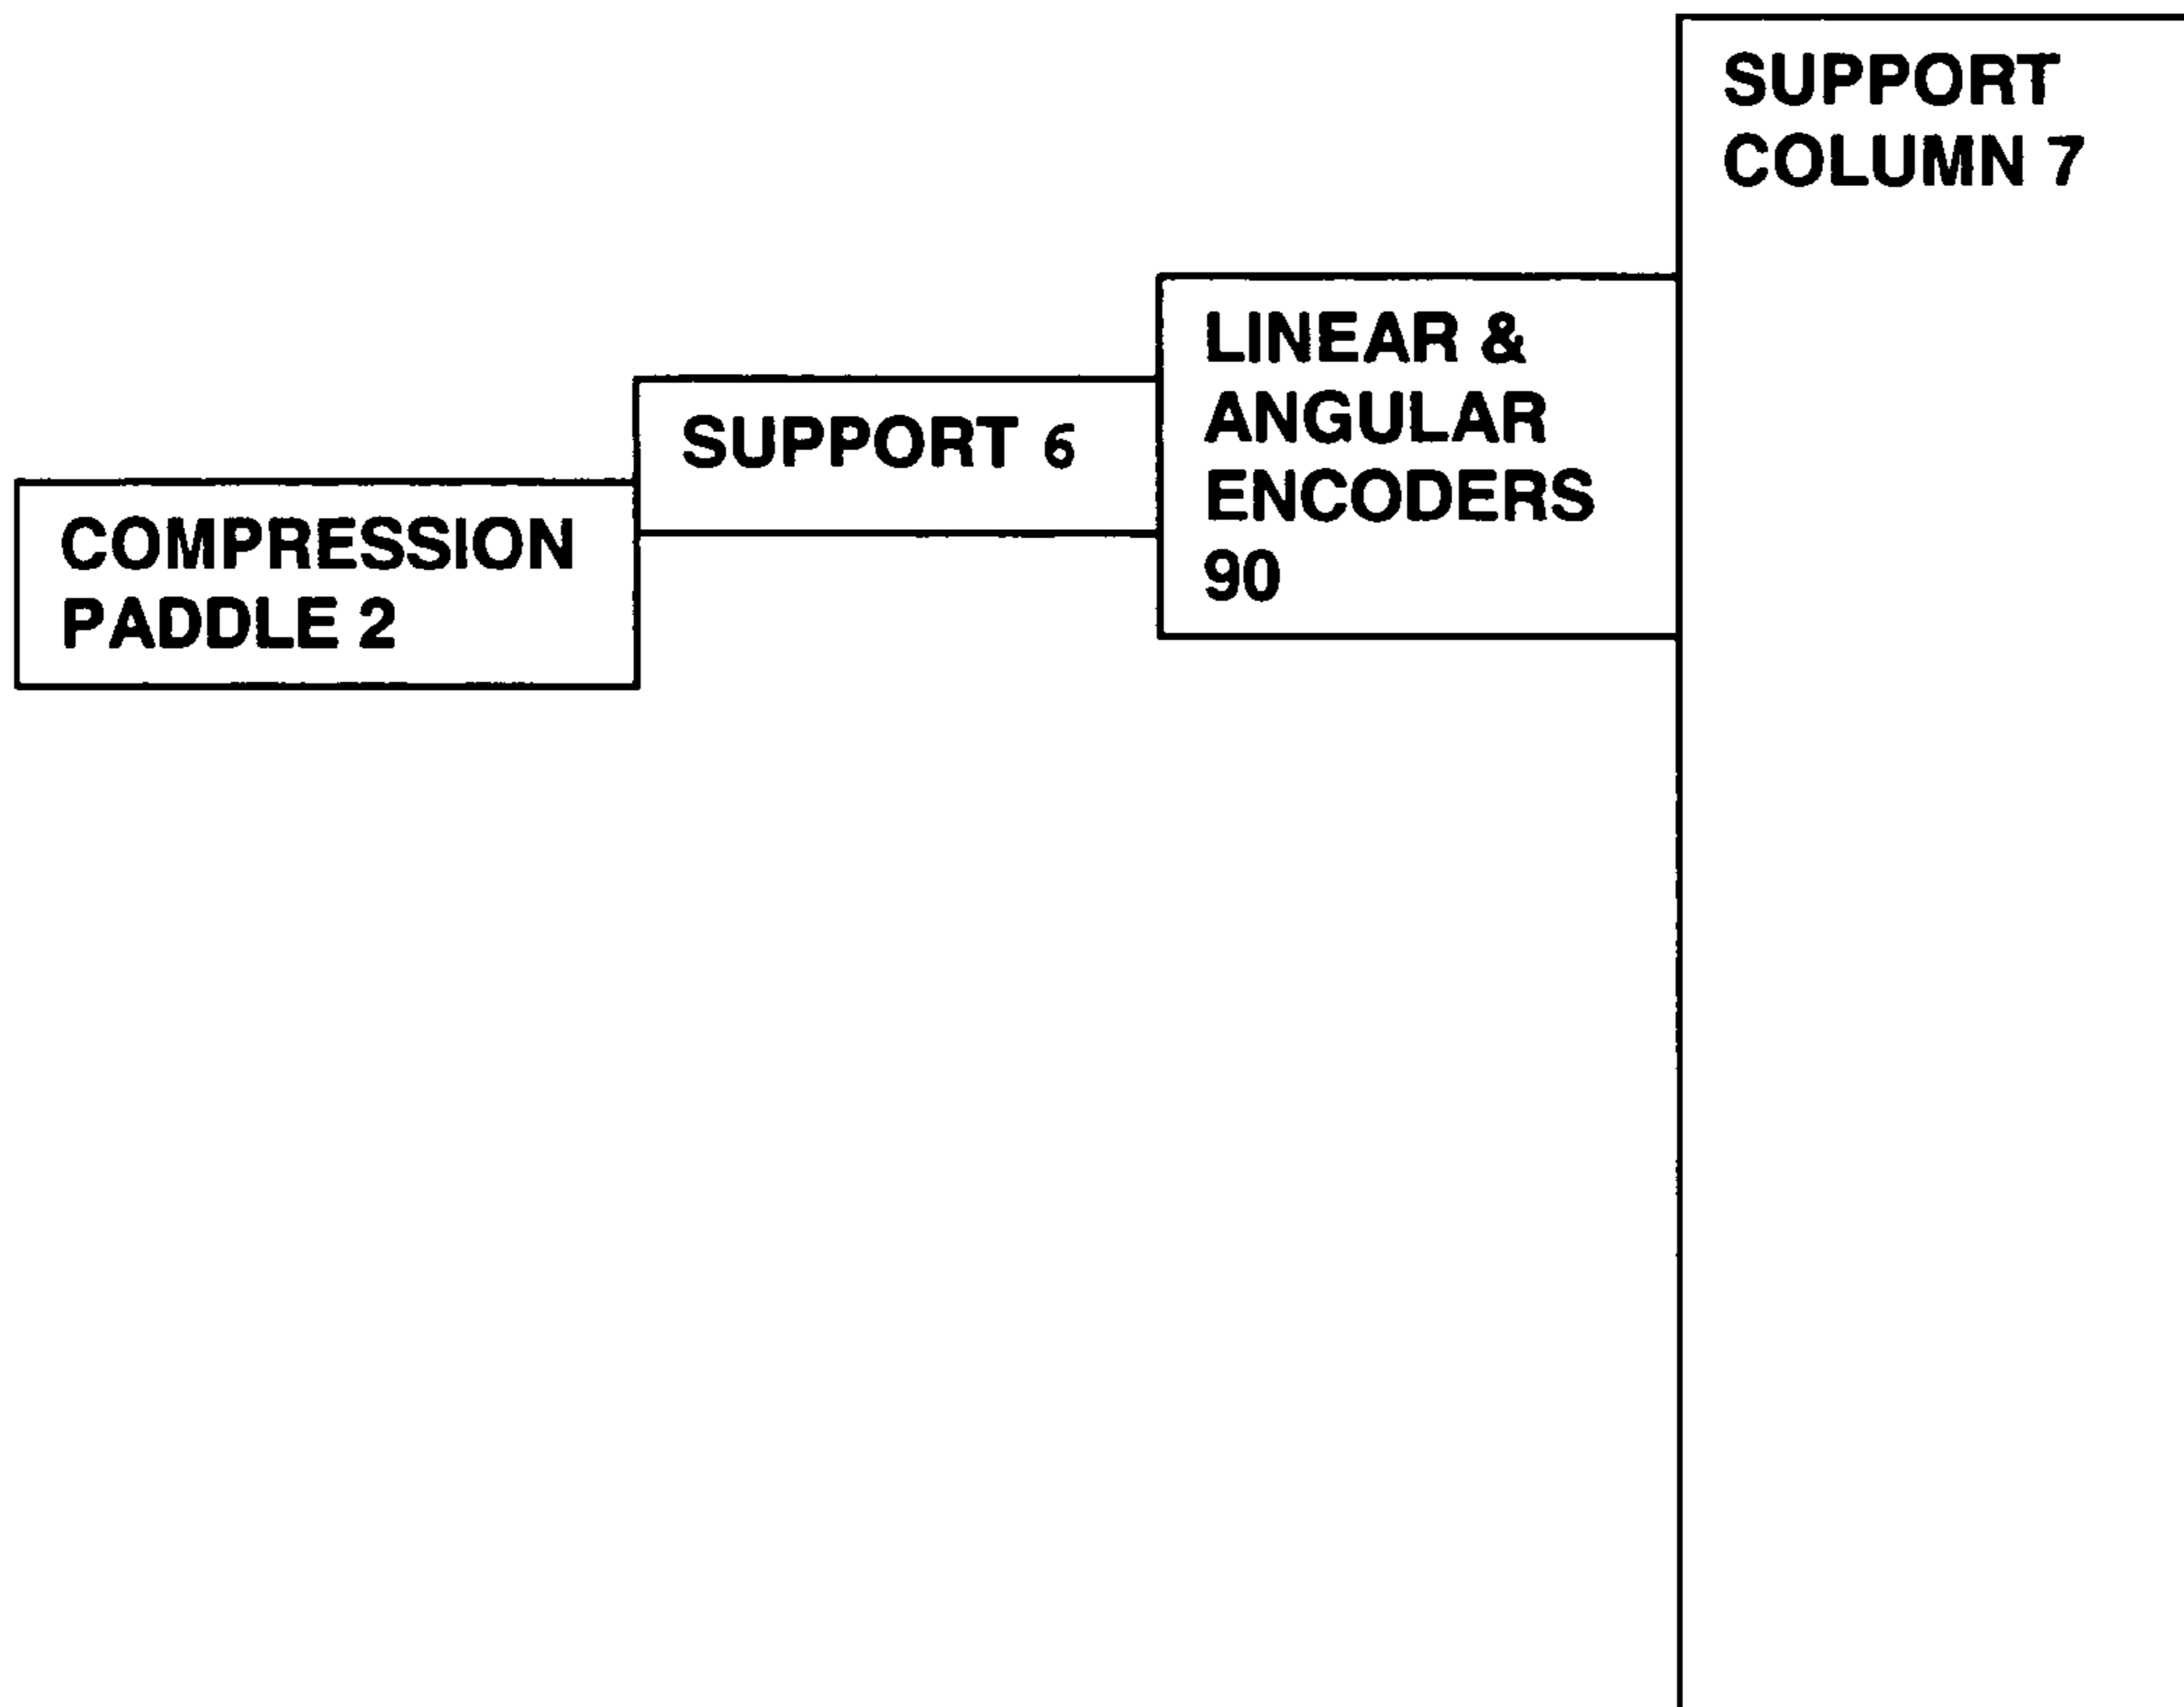 SUPPORT
COLUMN 7
LINEAR &
ANGULAR
ENCODERS
90
SUPPORT 6
COMPRESSION
PADDLE 2